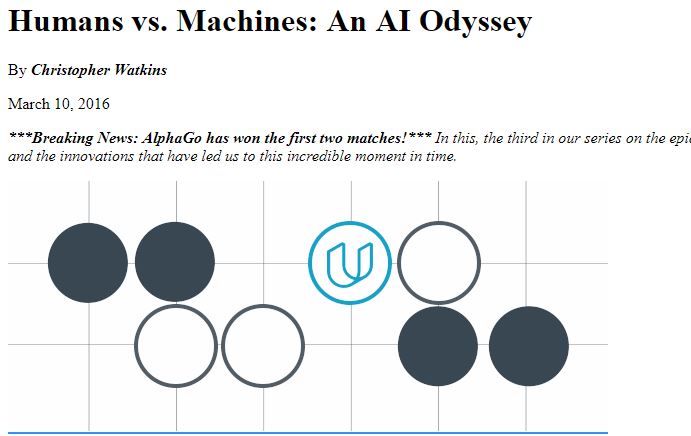 Humans vs. Machines: An AI Odyssey
By Christopher Watkins
March 10, 2016
***Breaking News: AlphaGo has won the first two matches!*** In this, the third in our series on the
and the innovations that have led us to this incredible moment in time.